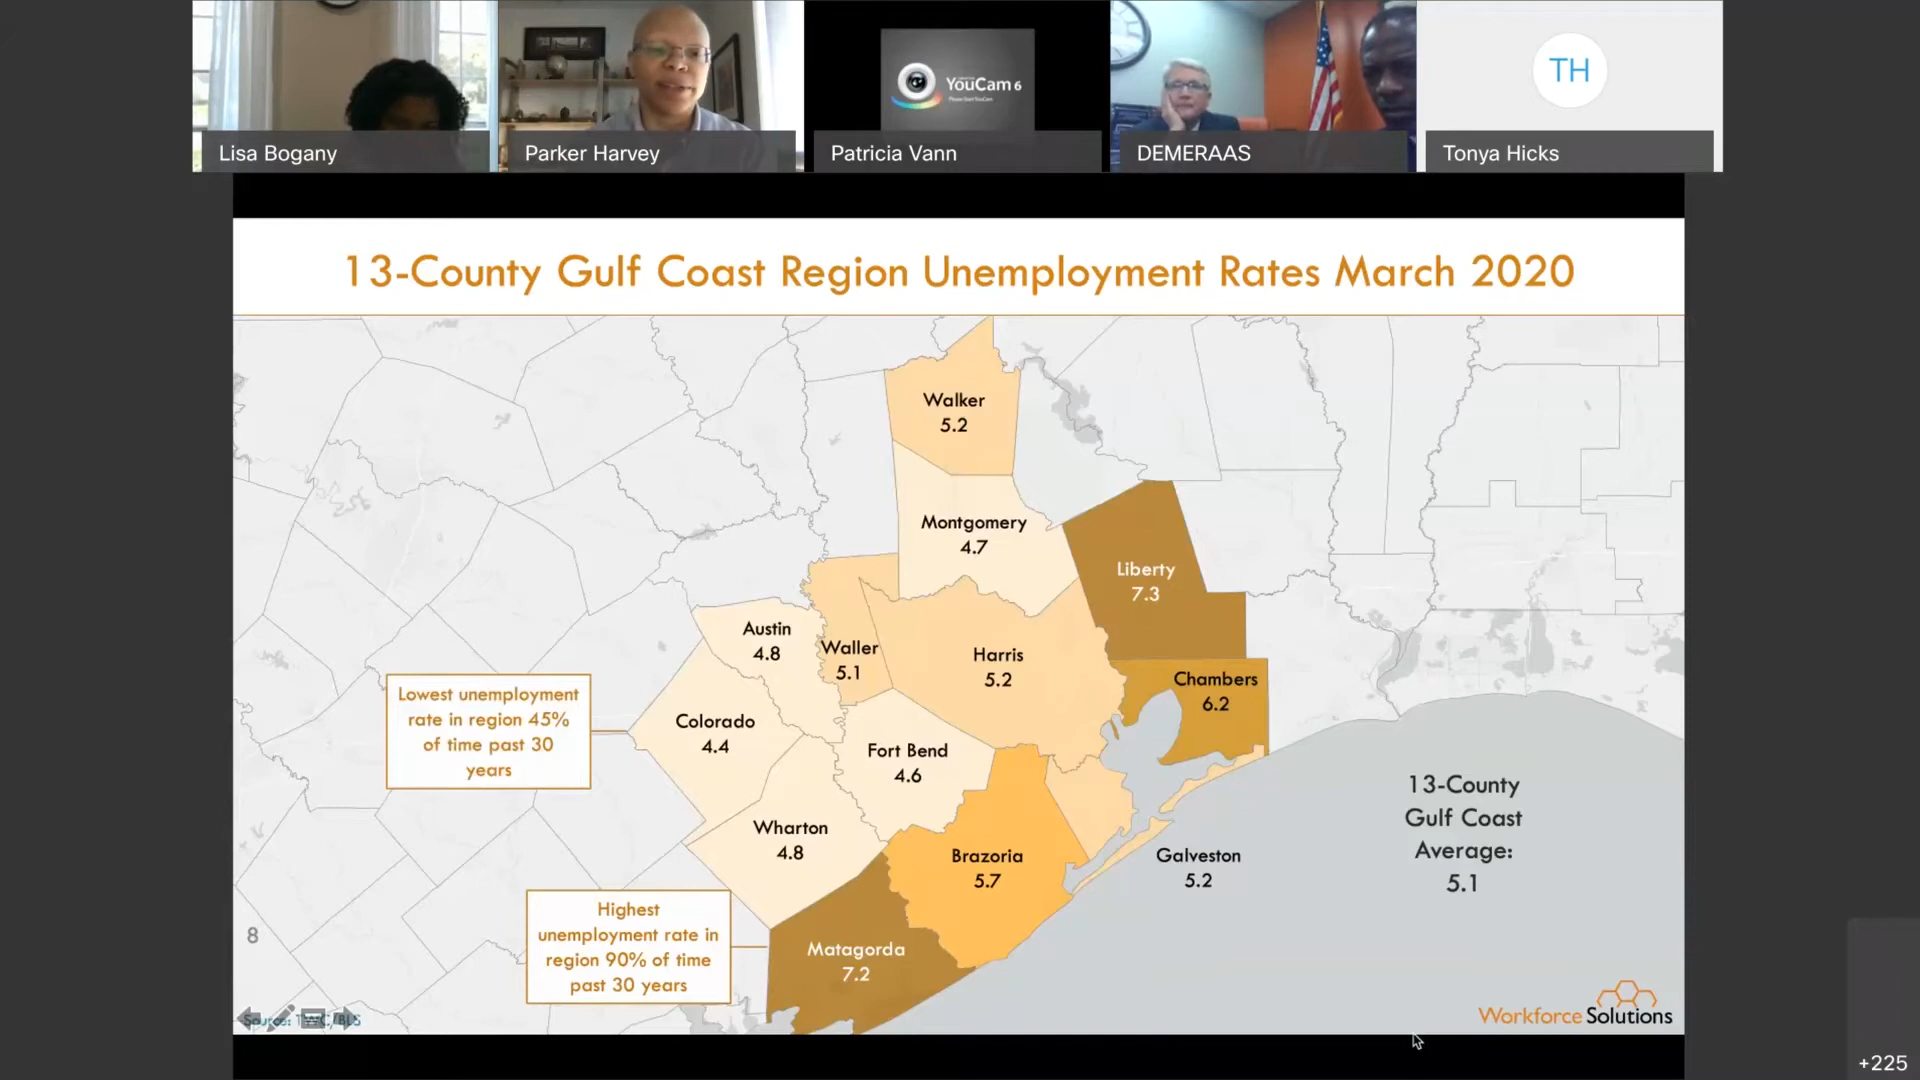 YouCam 6
TH
Lisa Bogany
Parker Harvey
Patricia Vann
DEMERAAS
Tonya Hicks
13-County Gulf Coast Region Unemployment Rates March 2020
Walker
5.2
Montgomery
4.7
Liberty
7.3
Austin
4.8
Waller
5.1
Harris
5.2
Chambers
6.2
Lowest unemployment
rate in region 45%
of time past 30
years
Colorado
4.4
Fort Bend
4.6
13-County
Gulf Coast
Average:
5.1
Wharton
4.8
Brazoria
5.7
Galveston
5.2
Highest
unemployment rate in
region 90% of time
past 30 years
Matagorda
7.2
8
Source: TWC/BLS
Workforce Solutions
+225